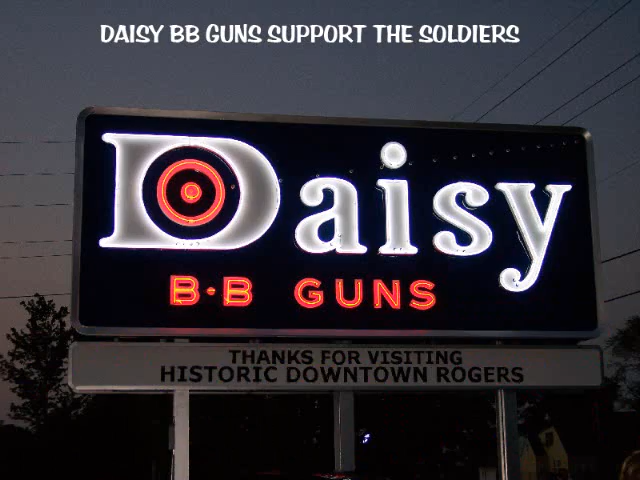 DAISY BB GUNS SUPPORT THE SOLDIERS
Daisy
B·B GUNS
THANKS FOR VISITING
HISTORIC DOWNTOWN ROGERS